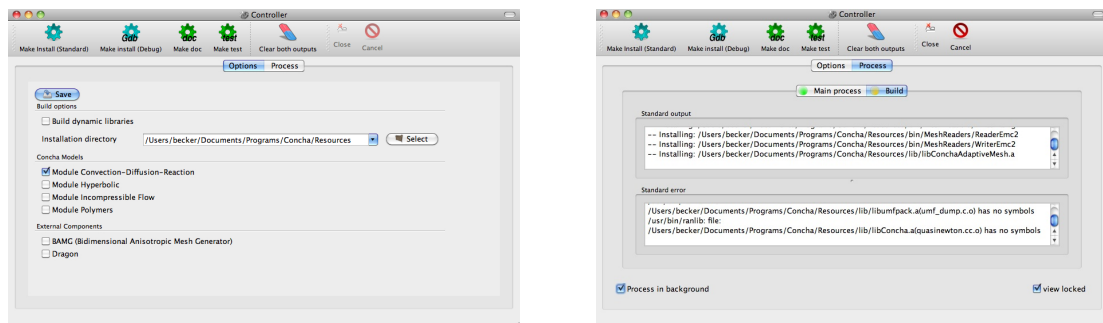 Controller
Gdb doc test
Make Install (Standard) Make install (Debug) Make doc Make test Clear both outputs Close Cancel
Options Process
Save
Build options
Build dynamic libraries
Installation directory /Users/becker/Documents/Programs/Concha/Resources Select
Concha Models
Module Convection-Diffusion-Reaction
Module Hyperbolic
Module Incompressible Flow
Module Polymers
External Components
BAMG (Bidimensional Anisotropic Mesh Generator)
Dragon
Controller
Gdb doc test
Make Install (Standard) Make install (Debug) Make doc Make test Clear both outputs Close Cancel
Options Process
Main process Build
Standard output
-- Installing: /Users/becker/Documents/Programs/Concha/Resources/bin/MeshReaders/ReaderEmc2
-- Installing: /Users/becker/Documents/Programs/Concha/Resources/bin/MeshReaders/WriterEmc2
-- Installing: /Users/becker/Documents/Programs/Concha/Resources/lib/libConchaAdaptiveMesh.a
Standard error
/Users/becker/Documents/Programs/Concha/Resources/lib/libumfpack.a(umf_dump.c.o) has no symbols
/usr/bin/ranlib: file:
/Users/becker/Documents/Programs/Concha/Resources/lib/libConcha.a(quasinewton.cc.o) has no symbols
Process in background view locked